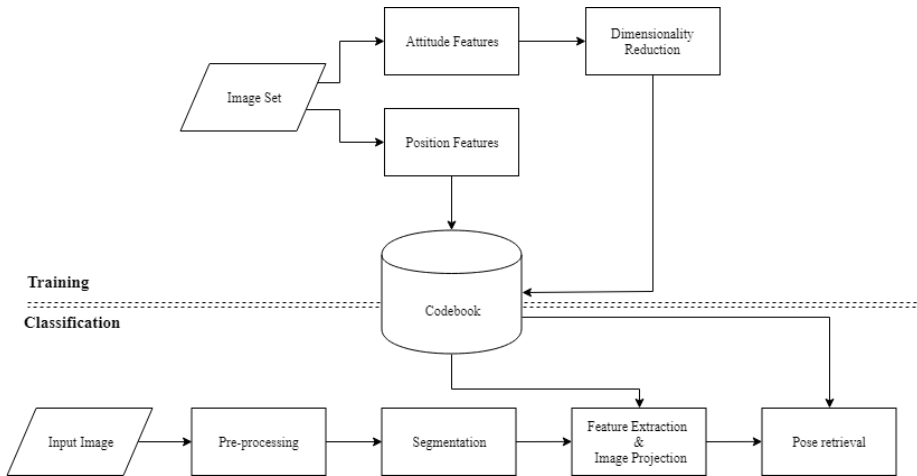 Attitude Features
Dimensionality
Reduction
Image Set
Position Features
Training
Codebook
Classification
Input Image
Pre-processing
Segmentation
Feature Extraction
&
Image Projection
Pose retrieval